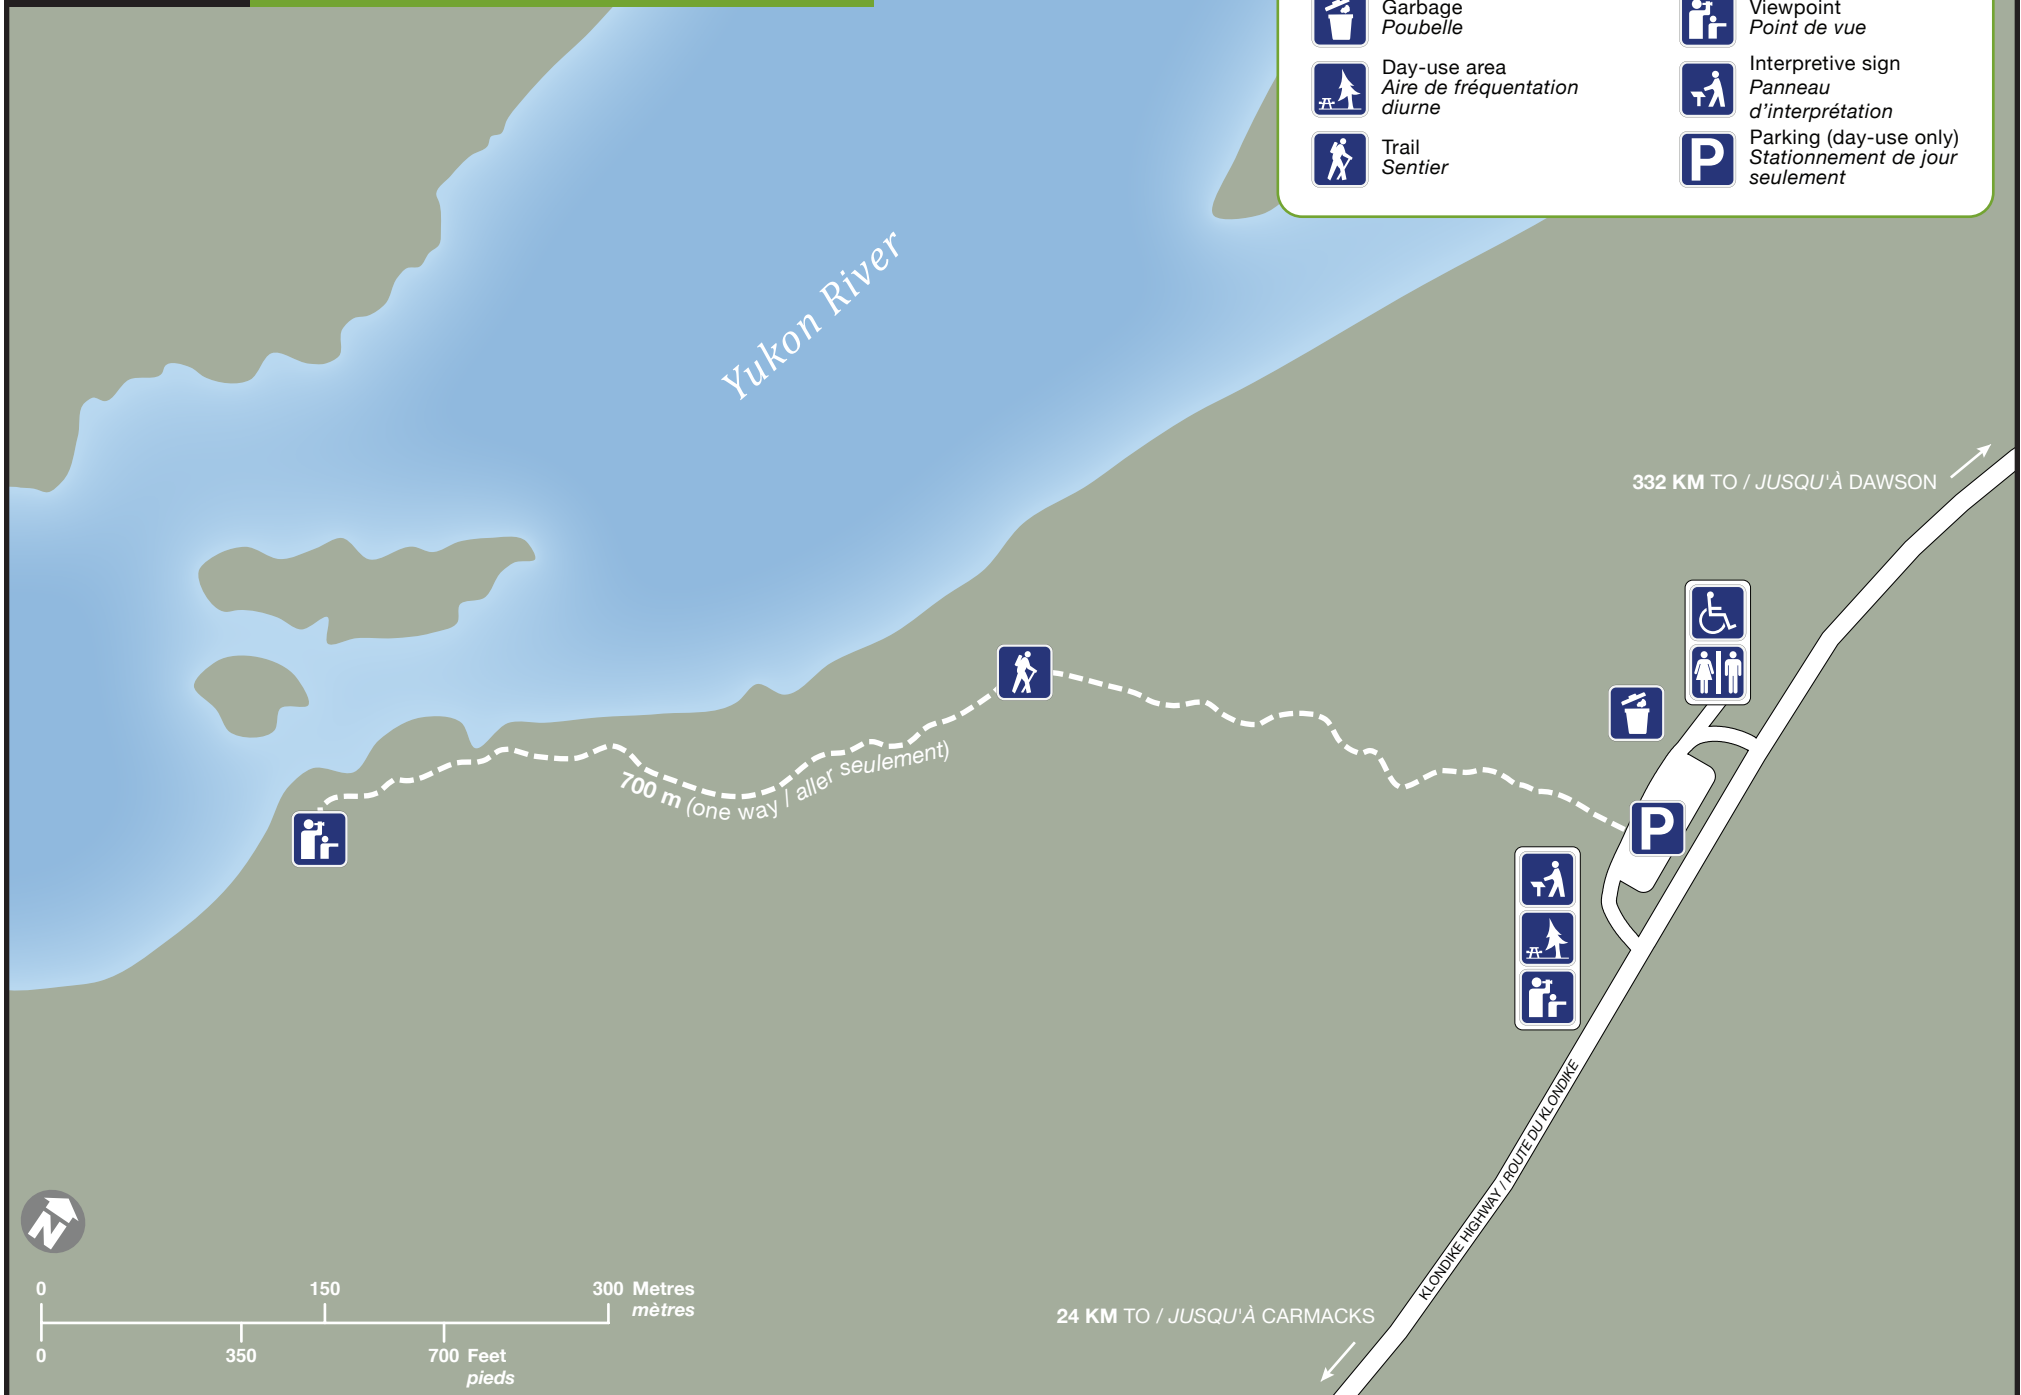 Garbage
Poubelle
Viewpoint
Point de vue
Day-use area
Aire de fréquentation
diurne
Interpretive sign
Panneau
d'interprétation
Trail
Sentier
P
Parking (day-use only)
Stationnement de jour
seulement
Yukon River
332 KM TO / JUSQU'À DAWSON
700 m (one way / aller seulement)
P
KLONDIKE HIGHWAY / ROUTE DU KLONDIKE
24 KM TO / JUSQU'À CARMACKS
N
0 150 300 Metres
mètres
0 350 700 Feet
pieds